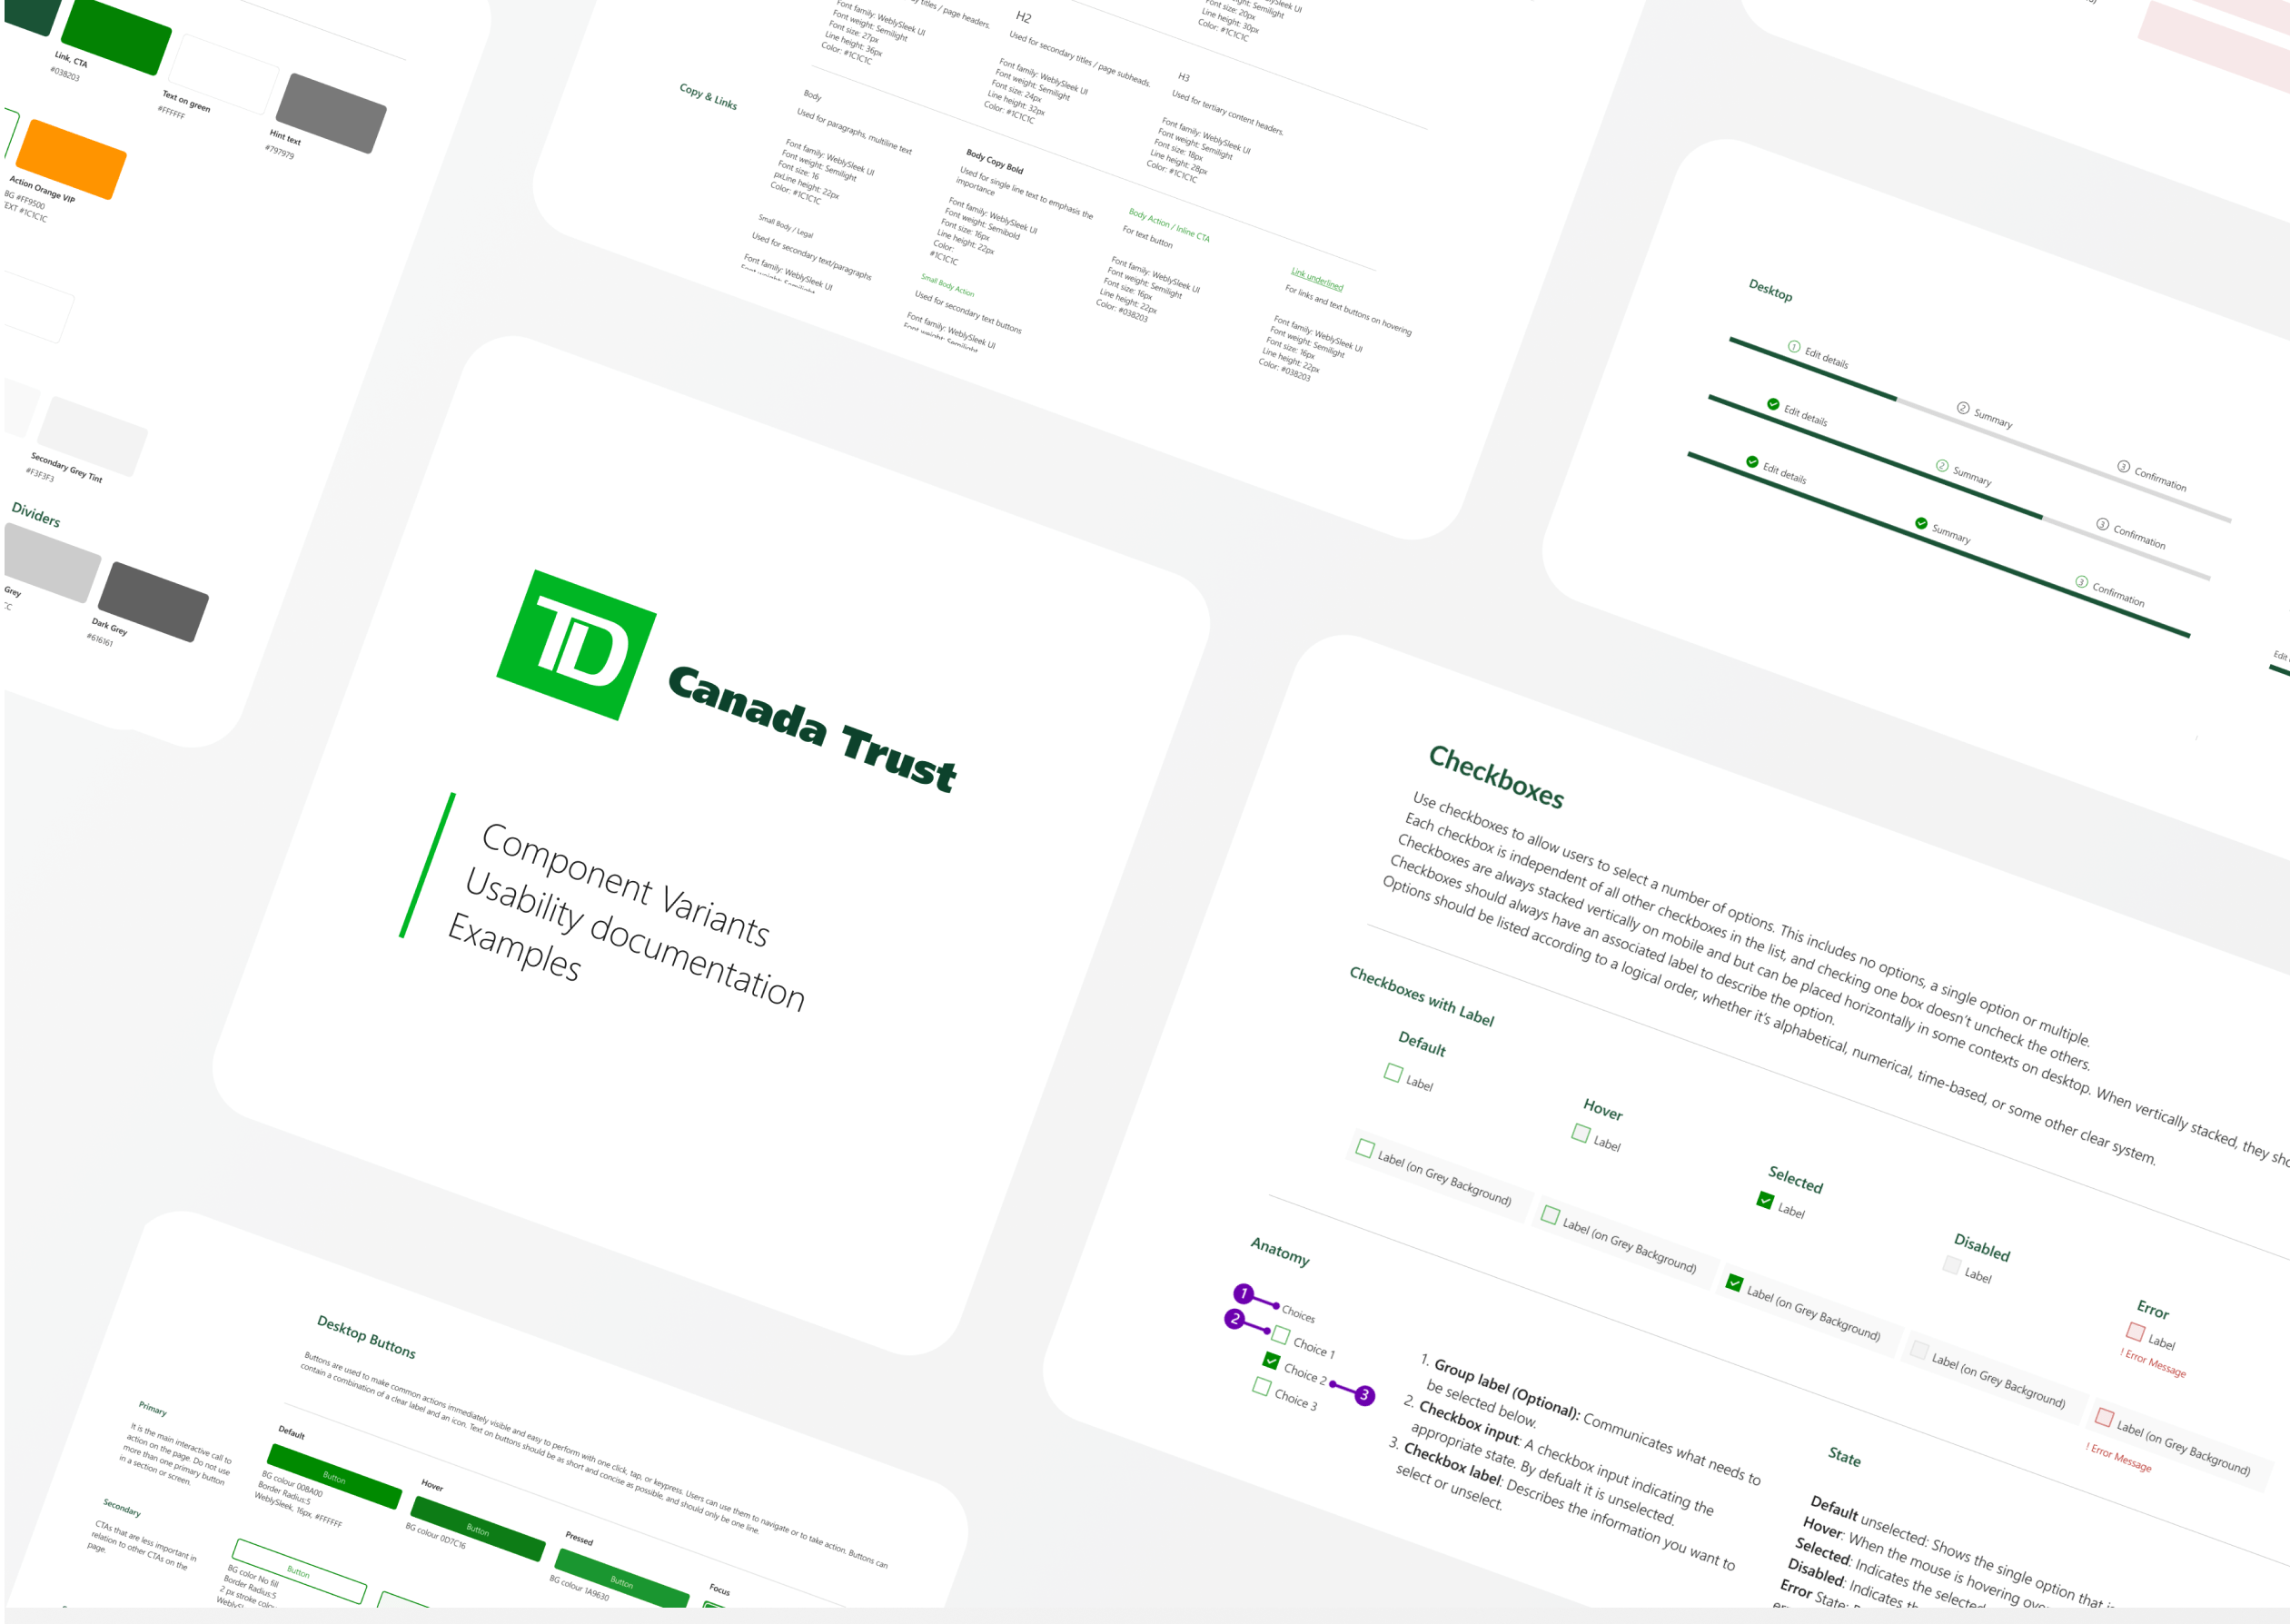 Link, CTA
#038203
Text on green
#FFFFFF
Hint text
#797979
Action Orange VIP
BG #FF9500
EXT #1C1C1C
Secondary Grey Tint
#F3F3F3
Dividers
Grey
CC
Dark Grey
#616161
Copy & Links
y titles / page headers.
Font family: WeblySleek UI
Font weight: Semilight
Font size: 27px
Line height: 36px
Color: #1C1C1C
H2
Used for secondary titles / page subheads.
Font family: WeblySleek UI
Font weight: Semilight
Font size: 24px
Line height: 32px
Color: #1C1C1C
Font size: 20px
Line height: 30px
Color: #1C1C1C
H3
Used for tertiary content headers.
Font family: WeblySleek UI
Font weight: Semilight
Font size: 18px
Line height: 28px
Color: #1C1C1C
Body
Used for paragraphs, multiline text
Font family: WeblySleek UI
Font weight: Semilight
Font size: 16
pxLine height: 22px
Color: #1C1C1C
Body Copy Bold
Used for single line text to emphasis the
importance
Font family: WeblySleek UI
Font weight: Semibold
Font size: 16px
Line height: 22px
Color:
#1C1C1C
Body Action / Inline CTA
For text button
Font family: WeblySleek UI
Font weight: Semilight
Font size: 16px
Line height: 22px
Color: #038203
Link underlined
For links and text buttons on hovering
Font family: WeblySleek UI
Font weight: Semilight
Font size: 16px
Line height: 22px
Color: #038203
Small Body / Legal
Used for secondary text/paragraphs
Font family: WeblySleek UI
Font weight: Semilight
Small Body Action
Used for secondary text buttons
Font family: WeblySleek UI
Font weight: Semilight
Desktop
1 Edit details
2 Summary
3 Confirmation
Edit details
2 Summary
3 Confirmation
Edit details
Summary
3 Confirmation
Edit
TD Canada Trust
Component Variants
Usability documentation
Examples
Checkboxes
Use checkboxes to allow users to select a number of options. This includes no options, a single option or multiple.
Each checkbox is independent of all other checkboxes in the list, and checking one box doesn't uncheck the others.
Checkboxes are always stacked vertically on mobile and but can be placed horizontally in some contexts on desktop. When vertically stacked, they sho
Checkboxes should always have an associated label to describe the option.
Options should be listed according to a logical order, whether it's alphabetical, numerical, time-based, or some other clear system.
Checkboxes with Label
Default
Label
Label (on Grey Background)
Hover
Label
Label (on Grey Background)
Selected
Label
Label (on Grey Background)
Disabled
Label
Label (on Grey Background)
Error
Label
! Error Message
Label (on Grey Background)
! Error Message
Anatomy
1
Choices
2
Choice 1
Choice 2
3
Choice 3
1. Group label (Optional): Communicates what needs to
be selected below.
2. Checkbox input: A checkbox input indicating the
appropriate state. By defualt it is unselected.
3. Checkbox label: Describes the information you want to
select or unselect.
State
Default unselected: Shows the single option that i
Hover: When the mouse is hovering ove
Selected: Indicates the selected
Disabled: Indicates th
Error State:
Desktop Buttons
Buttons are used to make common actions immediately visible and easy to perform with one click, tap, or keypress. Users can use them to navigate or to take action. Buttons can
contain a combination of a clear label and an icon. Text on buttons should be as short and concise as possible, and should only be one line.
Primary
It is the main interactive call to
action on the page. Do not use
more than one primary button
in a section or screen.
Default
Button
BG colour 008A00
Border Radius:5
WeblySleek, 16px, #FFFFFF
Hover
Button
BG colour 0D7C16
Pressed
Button
BG colour 1A9630
Focus
Secondary
CTAs that are less important in
relation to other CTAs on the
page.
Button
BG color No fill
Border Radius:5
2 px stroke colo
WeblyS